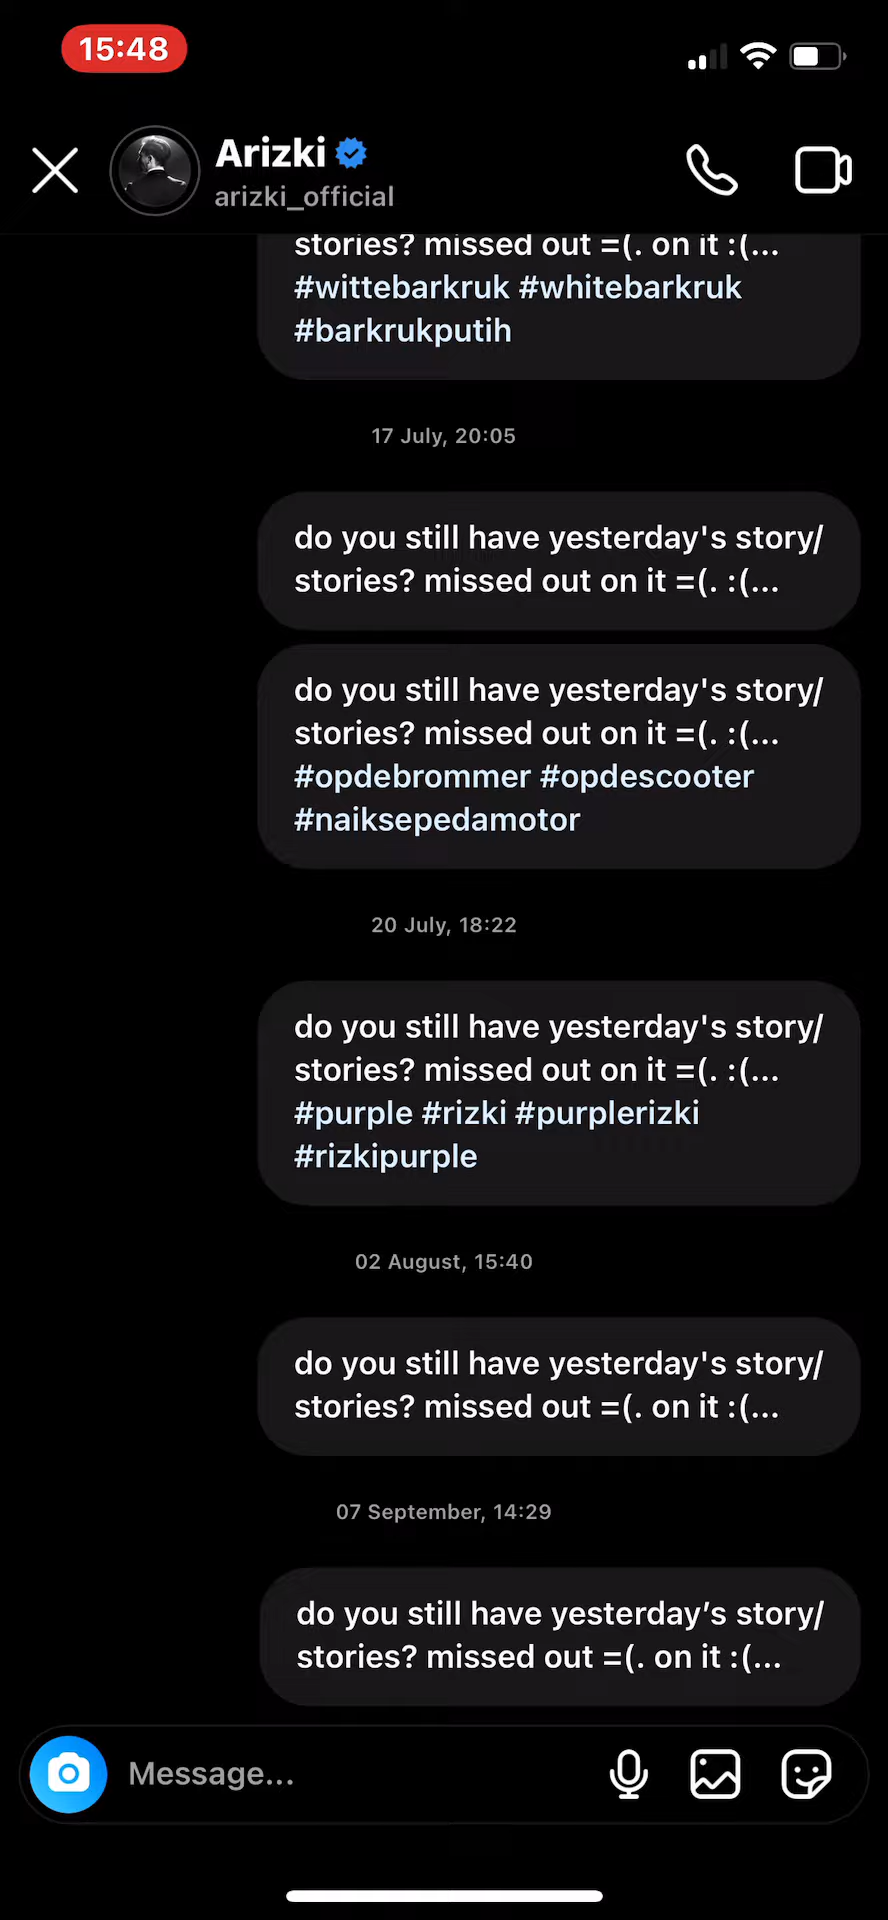 15:48
Arizki
arizki_official
stories? missed out =(. on it :(...
#wittebarkruk #whitebarkruk
#barkrukputih
17 July, 20:05
do you still have yesterday's story/
stories? missed out on it =(. :(...
do you still have yesterday's story/
stories? missed out on it =(. :(...
#opdebrommer #opdescooter
#naiksepedamotor
20 July, 18:22
do you still have yesterday's story/
stories? missed out on it =(. :(...
#purple #rizki #purplerizki
#rizkipurple
02 August, 15:40
do you still have yesterday's story/
stories? missed out =(. on it :(...
07 September, 14:29
do you still have yesterday’s story/
stories? missed out =(. on it :(...
Message...